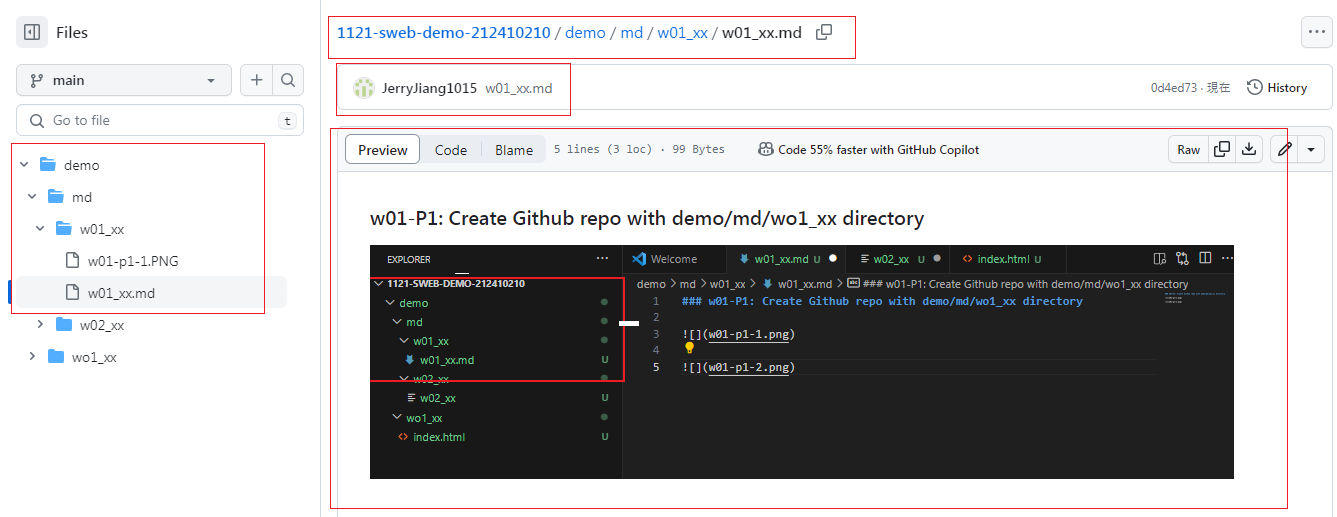 Files
main
Go to file
t
demo
md
w01_xx
w01-p1-1.PNG
w01_xx.md
w02_xx
wo1_xx
1121-sweb-demo-212410210 / demo / md / w01_xx / w01_xx.md
JerryJiang1015 w01_xx.md
0d4ed73 · 現在
History
Preview Code Blame 5 lines (3 loc) · 99 Bytes Code 55% faster with GitHub Copilot Raw
w01-P1: Create Github repo with demo/md/wo1_xx directory
EXPLORER ...
1121-SWEB-DEMO-212410210
demo
md
w01_xx
w01_xx.md U
w02_xx
w02_xx U
wo1_xx
<> index.html U
Welcome w01_xx.md U w02_xx U <> index.html U
demo > md > w01_xx > w01_xx.md > ### w01-P1: Create Github repo with demo/md/wo1_xx directory
1 ### w01-P1: Create Github repo with demo/md/wo1_xx directory
2
3 ![](w01-p1-1.png)
4
5 ![](w01-p1-2.png)